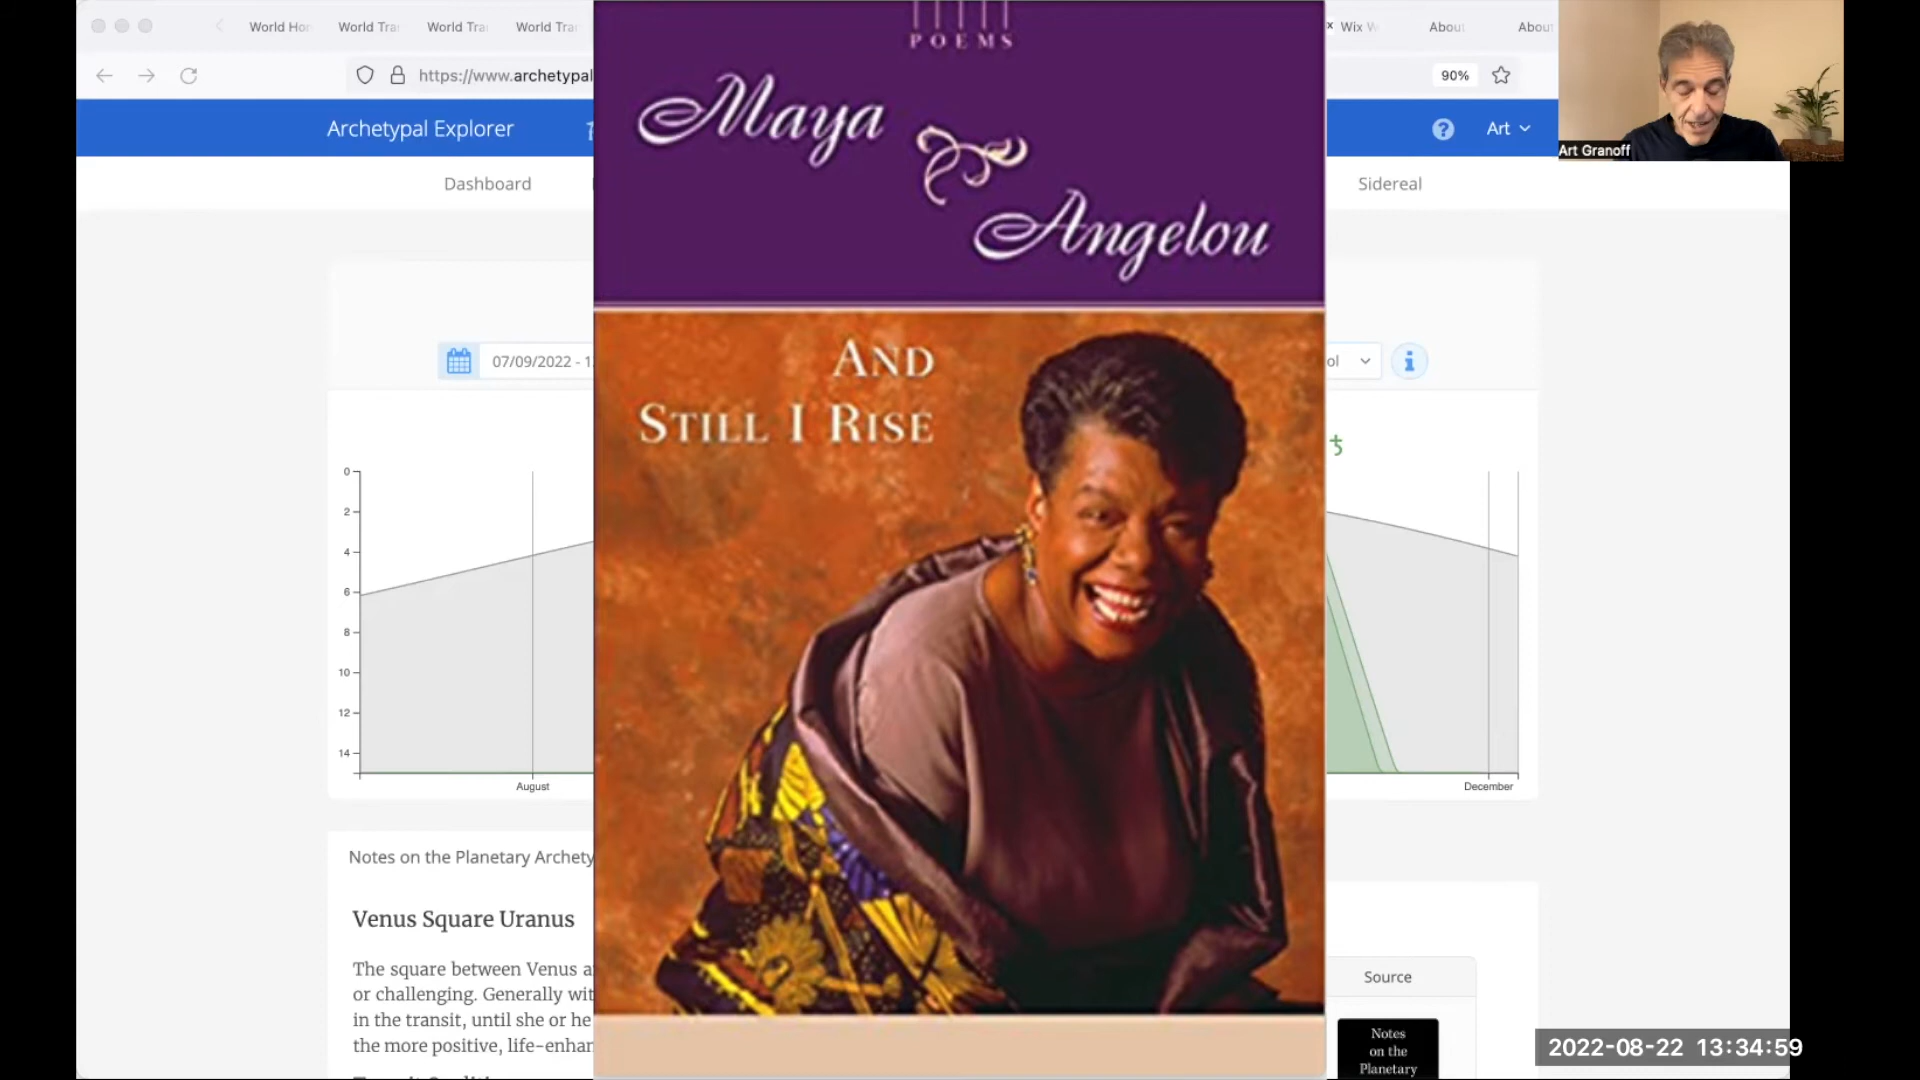 World Ho
World Tra
World Tra
World Tra
Wix W
About
About
https://www.archetypal
90%
Archetypal Explorer
Art
Art Granoff
Dashboard
Sidereal
POEMS
Maya
Angelou
AND
STILL I RISE
07/09/2022 - 1
ol
0
2
4
6
8
10
12
14
August
December
Notes on the Planetary Archety
Venus Square Uranus
The square between Venus a
or challenging. Generally wit
in the transit, until she or he
the more positive, life-enhan
Source
Notes
on the
Planetary
2022-08-22 13:34:59